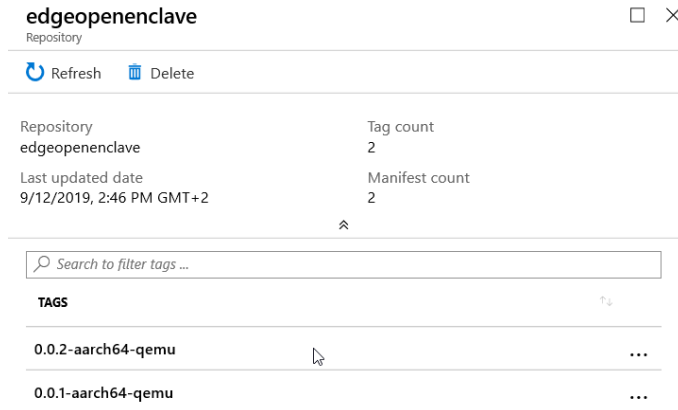 edgeopenenclave
Repository
Refresh Delete
Repository Tag count
edgeopenenclave 2
Last updated date Manifest count
9/12/2019, 2:46 PM GMT+2 2
Search to filter tags ...
TAGS
0.0.2-aarch64-qemu
0.0.1-aarch64-qemu